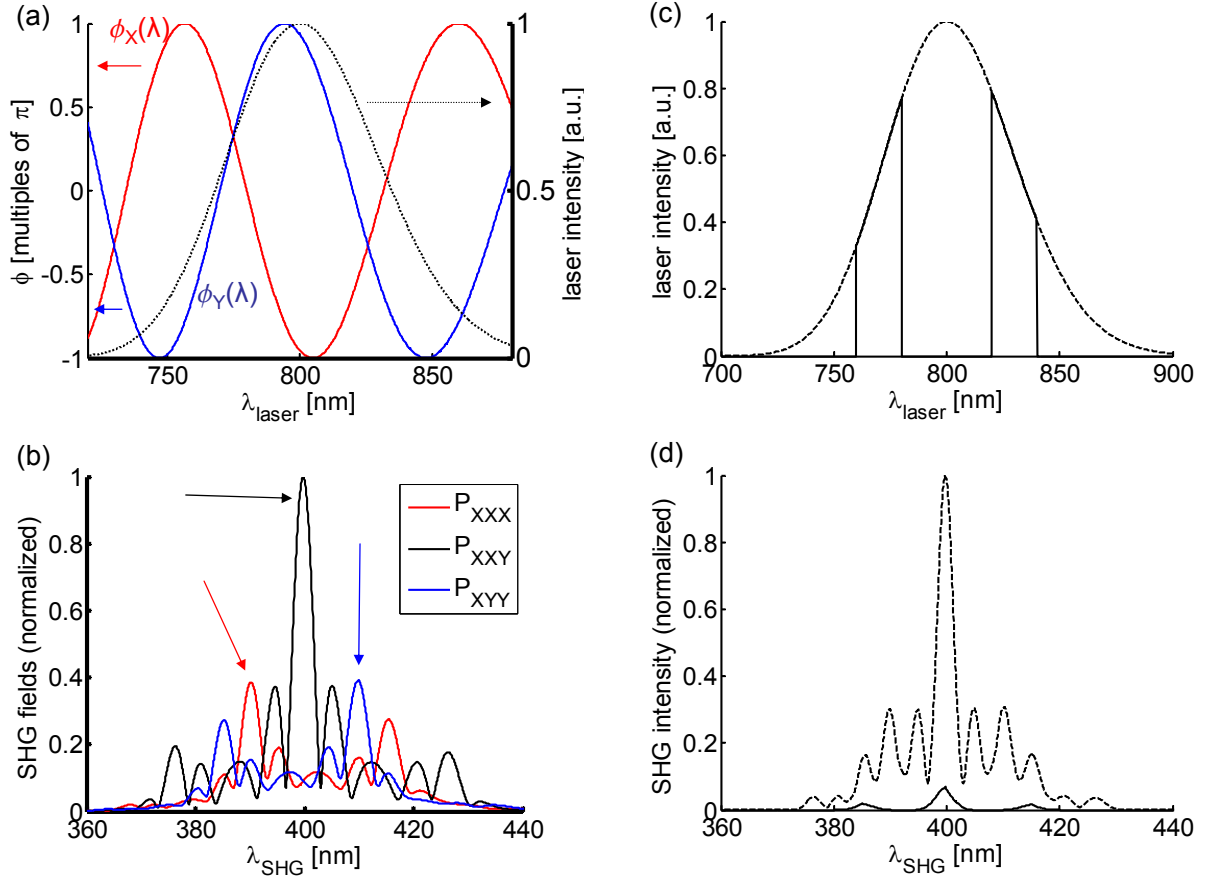 (a)
ϕX(λ)
ϕY(λ)
1
0.5
0
-0.5
-1
ϕ [multiples of π]
1
0.5
0
laser intensity [a.u.]
750
800
850
λlaser [nm]
(c)
1
0.8
0.6
0.4
0.2
0
laser intensity [a.u.]
700
750
800
850
900
λlaser [nm]
(b)
1
0.8
0.6
0.4
0.2
0
SHG fields (normalized)
PXXX
PXXY
PXYY
360
380
400
420
440
λSHG [nm]
(d)
1
0.8
0.6
0.4
0.2
0
SHG intensity (normalized)
360
380
400
420
440
λSHG [nm]